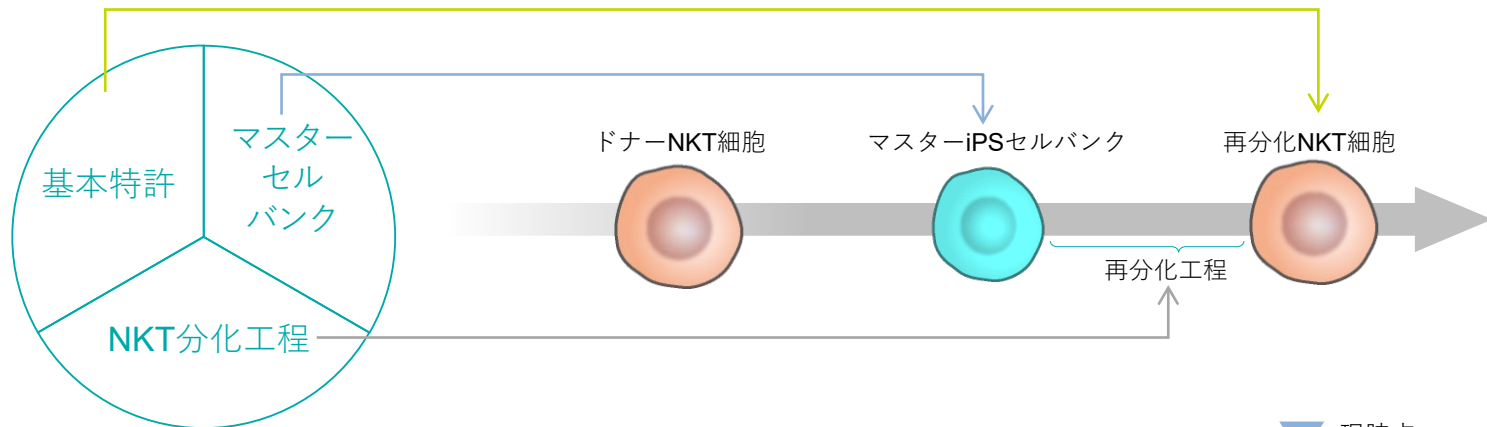 基本特許
マスター
セル
バンク
NKT分化工程
ドナーNKT細胞
マスターiPSセルバンク
再分化NKT細胞
再分化工程